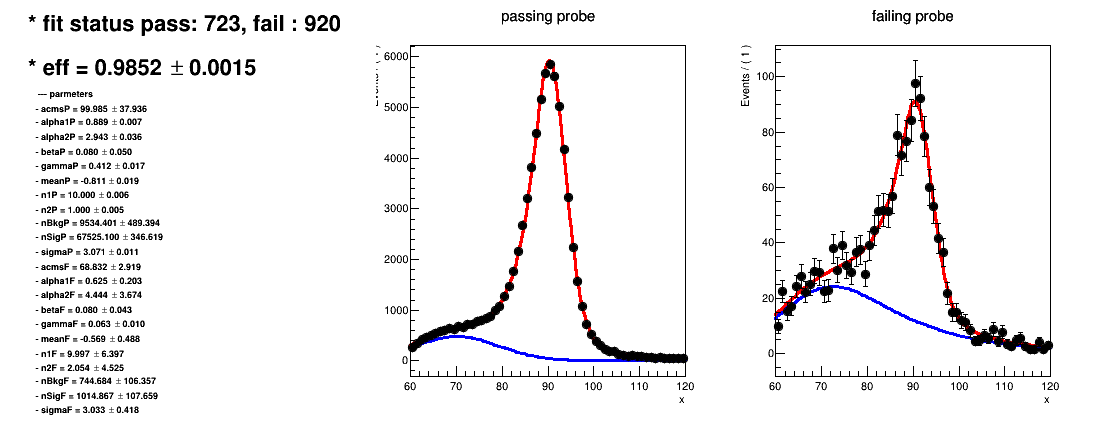 * fit status pass: 723, fail : 920
* eff = 0.9852 ± 0.0015
--- parmeters
- acmsP = 99.985 ± 37.936
- alpha1P = 0.889 ± 0.007
- alpha2P = 2.943 ± 0.036
- betaP = 0.080 ± 0.050
- gammaP = 0.412 ± 0.017
- meanP = -0.811 ± 0.019
- n1P = 10.000 ± 0.006
- n2P = 1.000 ± 0.005
- nBkgP = 9534.401 ± 489.394
- nSigP = 67525.100 ± 346.619
- sigmaP = 3.071 ± 0.011
- acmsF = 68.832 ± 2.919
- alpha1F = 0.625 ± 0.203
- alpha2F = 4.444 ± 3.674
- betaF = 0.080 ± 0.043
- gammaF = 0.063 ± 0.010
- meanF = -0.569 ± 0.488
- n1F = 9.997 ± 6.397
- n2F = 2.054 ± 4.525
- nBkgF = 744.684 ± 106.357
- nSigF = 1014.867 ± 107.659
- sigmaF = 3.033 ± 0.418
passing probe
6000
5000
4000
3000
2000
1000
0
60 70 80 90 100 110 120
x
failing probe
Events / ( 1 )
100
80
60
40
20
0
60 70 80 90 100 110 120
x